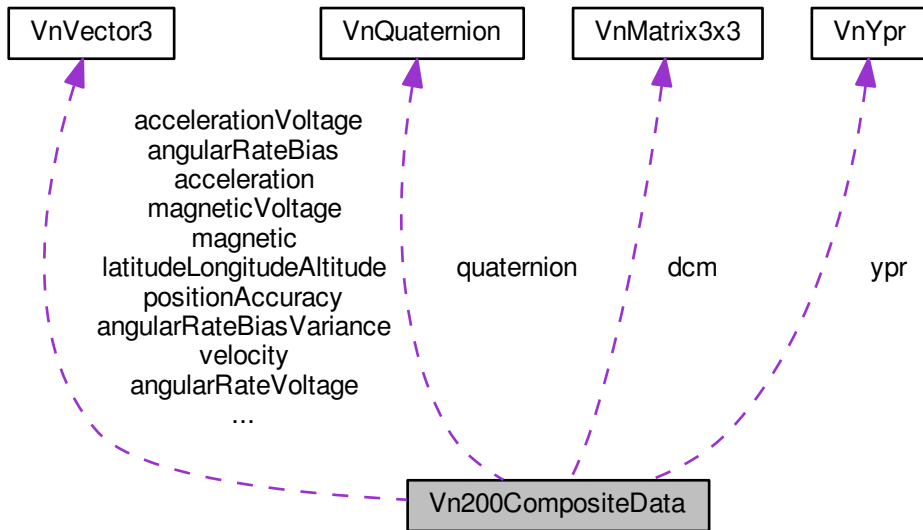 VnVector3
VnQuaternion
VnMatrix3x3
VnYpr
accelerationVoltage
angularRateBias
acceleration
magneticVoltage
magnetic
latitudeLongitudeAltitude
positionAccuracy
angularRateBiasVariance
velocity
angularRateVoltage
...
quaternion
dcm
ypr
Vn200CompositeData